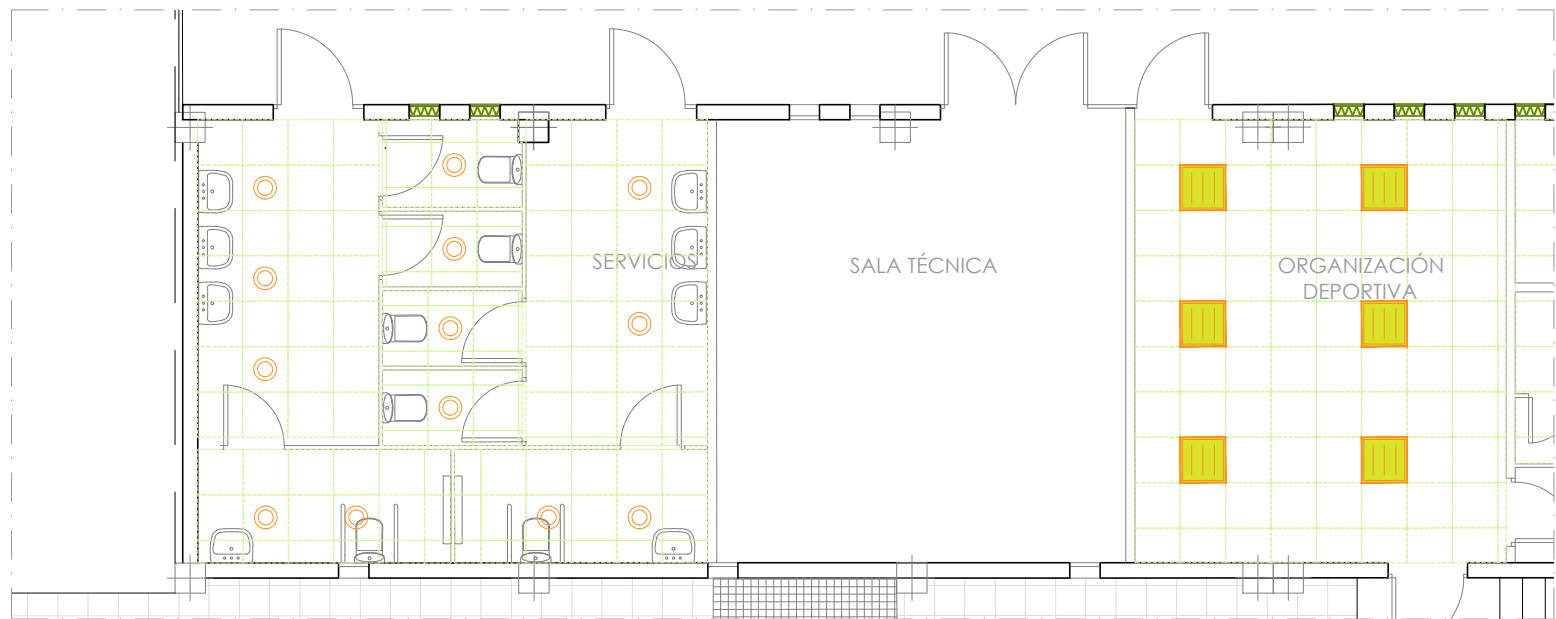 SERVICIOS
SALA TÉCNICA
ORGANIZACIÓN
DEPORTIVA